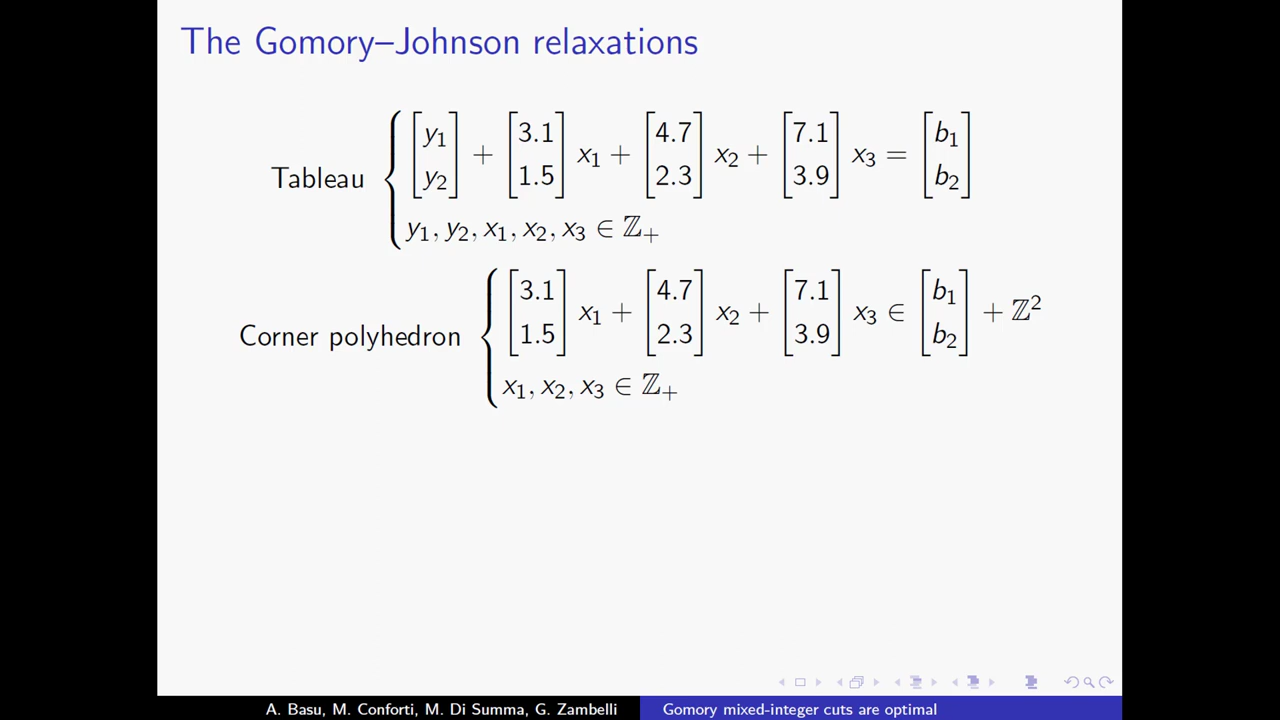 The Gomory–Johnson relaxations
Tableau { [y₁ y₂] + [3.1 1.5] x₁ + [4.7 2.3] x₂ + [7.1 3.9] x₃ = [b₁ b₂]
y₁, y₂, x₁, x₂, x₃ ∈ ℤ₊
Corner polyhedron { [3.1 1.5] x₁ + [4.7 2.3] x₂ + [7.1 3.9] x₃ ∈ [b₁ b₂] + ℤ²
x₁, x₂, x₃ ∈ ℤ₊
A. Basu, M. Conforti, M. Di Summa, G. Zambelli
Gomory mixed-integer cuts are optimal